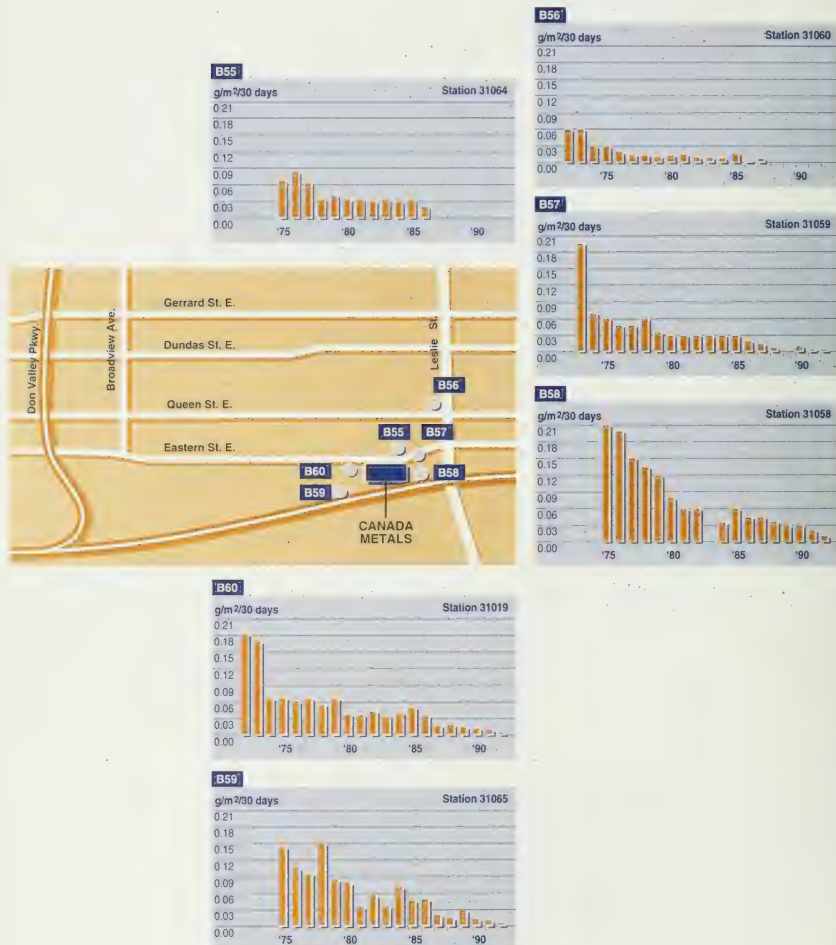 B56
g/m²/30 days Station 31060
0.21
0.18
0.15
0.12
0.09
0.06
0.03
0.00
'75 '80 '85 '90
B55
g/m²/30 days Station 31064
0.21
0.18
0.15
0.12
0.09
0.06
0.03
0.00
'75 '80 '85 '90
B57
g/m²/30 days Station 31059
0.21
0.18
0.15
0.12
0.09
0.06
0.03
0.00
'75 '80 '85 '90
Don Valley Pkwy.
Broadview Ave.
Gerrard St. E.
Dundas St. E.
Leslie St.
Queen St. E.
Eastern St. E.
B56
B55
B57
B60
B58
B59
CANADA
METALS
B58
g/m²/30 days Station 31058
0.21
0.18
0.15
0.12
0.09
0.06
0.03
0.00
'75 '80 '85 '90
B60
g/m²/30 days Station 31019
0.21
0.18
0.15
0.12
0.09
0.06
0.03
0.00
'75 '80 '85 '90
B59
g/m²/30 days Station 31065
0.21
0.18
0.15
0.12
0.09
0.06
0.03
0.00
'75 '80 '85 '90